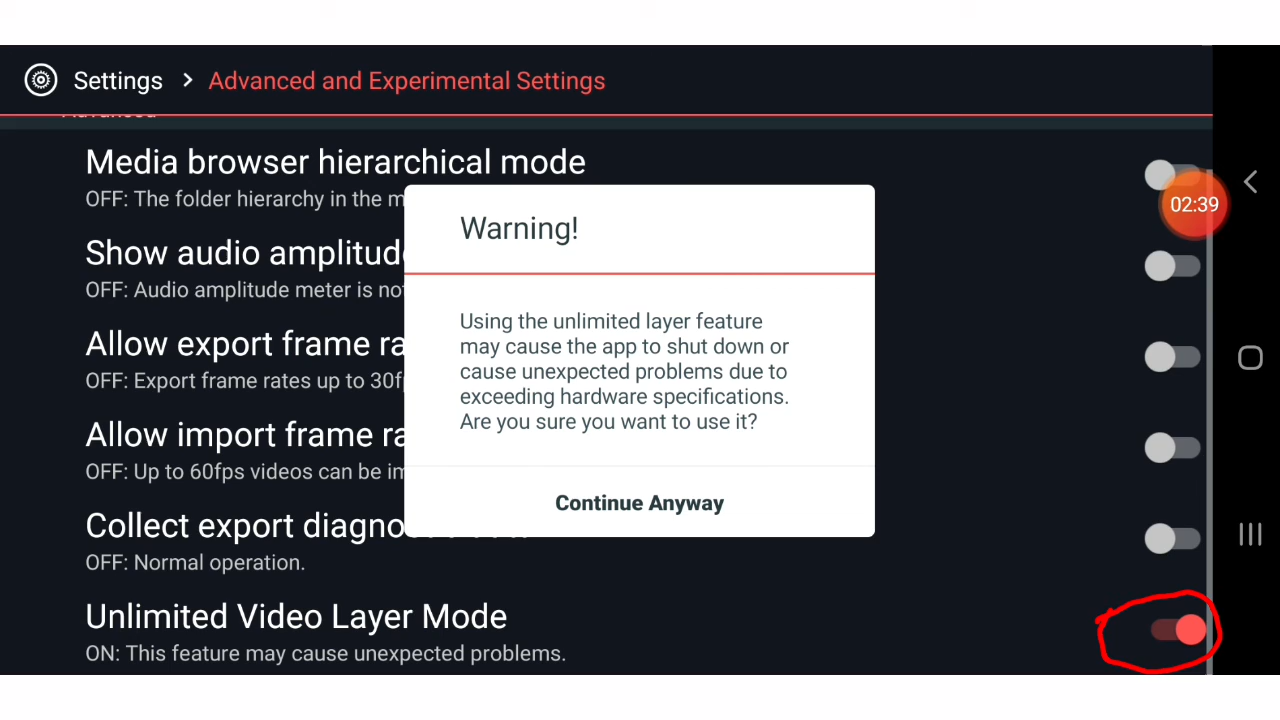 Settings > Advanced and Experimental Settings
Media browser hierarchical mode
OFF: The folder hierarchy in the m
02:39
Show audio amplitud
OFF: Audio amplitude meter is no
Allow export frame ra
OFF: Export frame rates up to 30f
Allow import frame ra
OFF: Up to 60fps videos can be im
Collect export diagno
OFF: Normal operation.
Unlimited Video Layer Mode
ON: This feature may cause unexpected problems.
Warning!
Using the unlimited layer feature
may cause the app to shut down or
cause unexpected problems due to
exceeding hardware specifications.
Are you sure you want to use it?
Continue Anyway